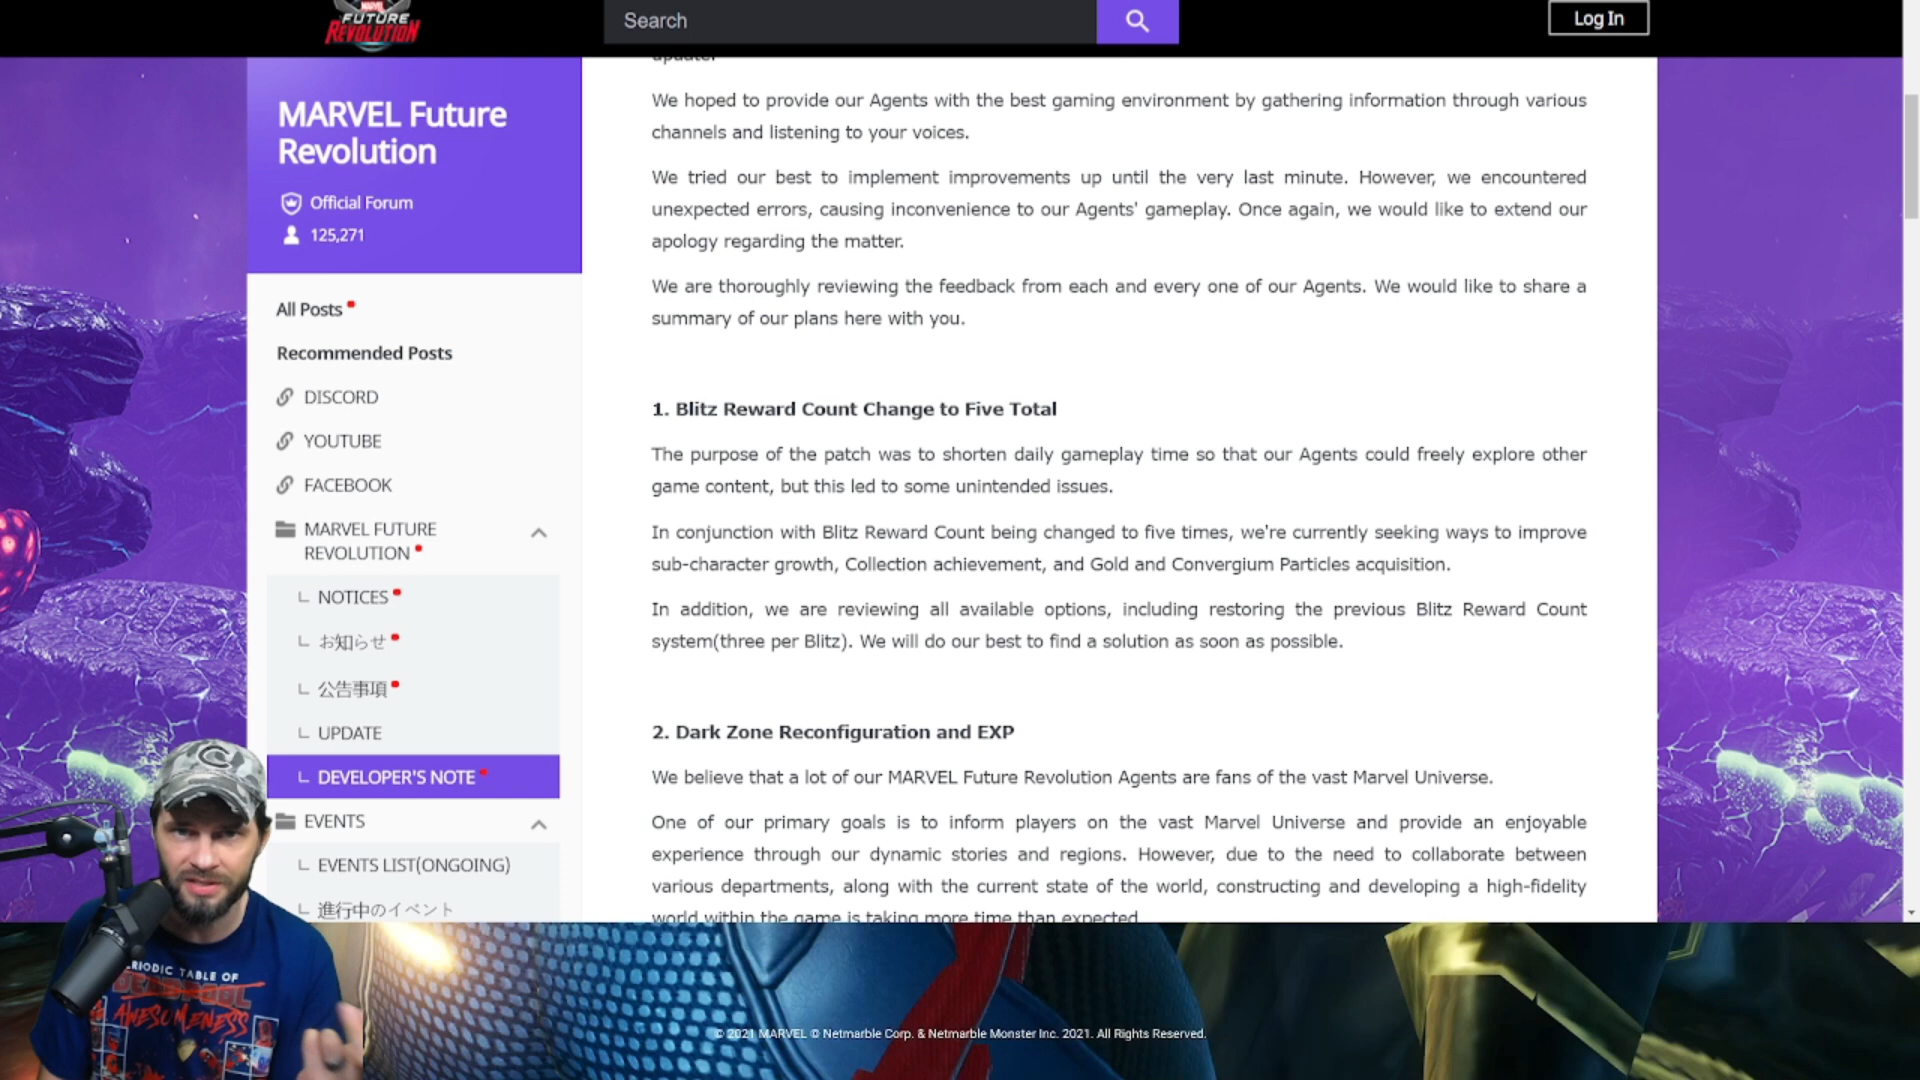 MARVEL
FUTURE
REVOLUTION
Search
Log In
MARVEL Future
Revolution
Official Forum
125,271
All Posts
Recommended Posts
DISCORD
YOUTUBE
FACEBOOK
MARVEL FUTURE
REVOLUTION
NOTICES
お知らせ
公告事項
UPDATE
DEVELOPER'S NOTE
EVENTS
EVENTS LIST(ONGOING)
進行中のイベント
update.
We hoped to provide our Agents with the best gaming environment by gathering information through various
channels and listening to your voices.
We tried our best to implement improvements up until the very last minute. However, we encountered
unexpected errors, causing inconvenience to our Agents' gameplay. Once again, we would like to extend our
apology regarding the matter.
We are thoroughly reviewing the feedback from each and every one of our Agents. We would like to share a
summary of our plans here with you.
1. Blitz Reward Count Change to Five Total
The purpose of the patch was to shorten daily gameplay time so that our Agents could freely explore other
game content, but this led to some unintended issues.
In conjunction with Blitz Reward Count being changed to five times, we're currently seeking ways to improve
sub-character growth, Collection achievement, and Gold and Convergium Particles acquisition.
In addition, we are reviewing all available options, including restoring the previous Blitz Reward Count
system(three per Blitz). We will do our best to find a solution as soon as possible.
2. Dark Zone Reconfiguration and EXP
We believe that a lot of our MARVEL Future Revolution Agents are fans of the vast Marvel Universe.
One of our primary goals is to inform players on the vast Marvel Universe and provide an enjoyable
experience through our dynamic stories and regions. However, due to the need to collaborate between
various departments, along with the current state of the world, constructing and developing a high-fidelity
world within the game is taking more time than expected
RIODIC TABLE OF
DEADPOOL
AWESOMENESS
© 2021 MARVEL © Netmarble Corp. & Netmarble Monster Inc. 2021. All Rights Reserved.